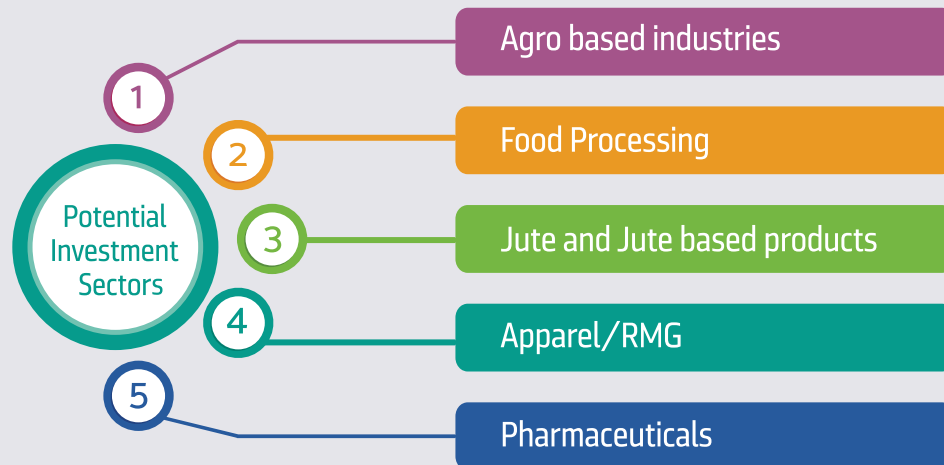 Potential
Investment
Sectors
1
Agro based industries
2
Food Processing
3
Jute and Jute based products
4
Apparel/RMG
5
Pharmaceuticals